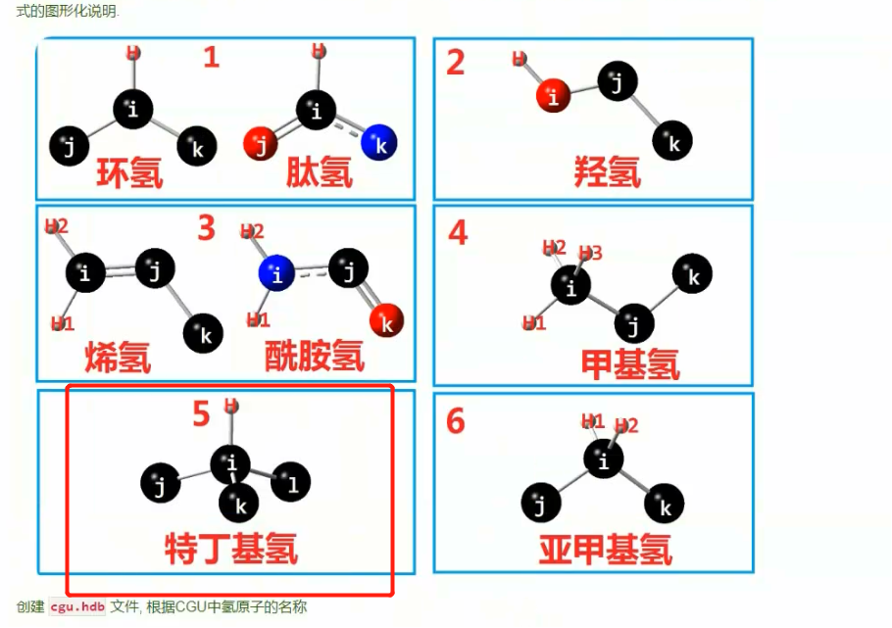 式的图形化说明.
1
H
i
j
k
环氢
H
i
j
k
肽氢
2
H
i
j
k
羟氢
3
H2
i
j
H1
k
烯氢
H2
i
j
H1
k
酰胺氢
4
H2
H3
i
k
H1
j
甲基氢
5
H
i
j
l
k
特丁基氢
6
H1
H2
i
j
k
亚甲基氢
创建 cgu.hdb 文件, 根据CGU中氢原子的名称